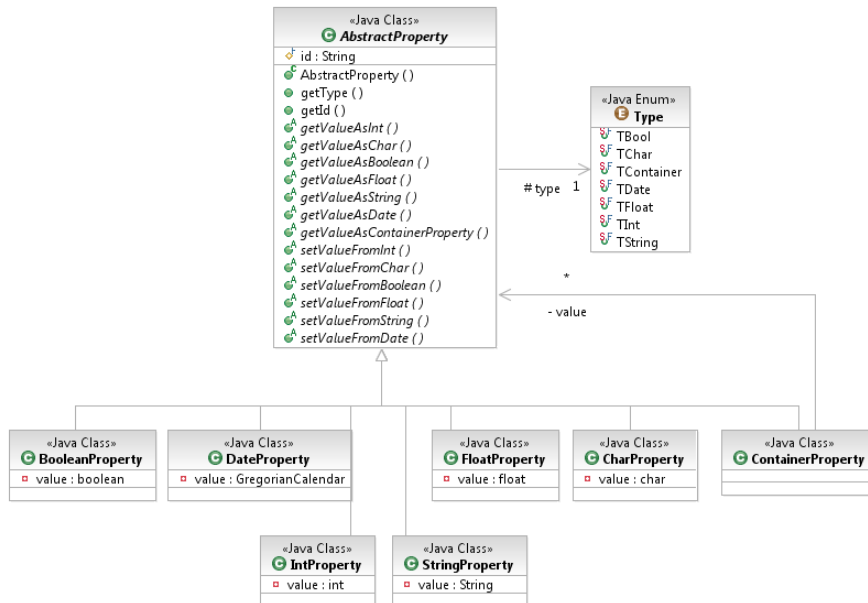 «Java Class»
C AbstractProperty
id : String
AbstractProperty ( )
getType ( )
getId ( )
getValueAsInt ( )
getValueAsChar ( )
getValueAsBoolean ( )
getValueAsFloat ( )
getValueAsString ( )
getValueAsDate ( )
getValueAsContainerProperty ( )
setValueFromInt ( )
setValueFromChar ( )
setValueFromBoolean ( )
setValueFromFloat ( )
setValueFromString ( )
setValueFromDate ( )
# type 1
«Java Enum»
E Type
TBool
TChar
TContainer
TDate
TFloat
TInt
TString
*
- value
«Java Class»
C BooleanProperty
value : boolean
«Java Class»
C DateProperty
value : GregorianCalendar
«Java Class»
C FloatProperty
value : float
«Java Class»
C CharProperty
value : char
«Java Class»
C ContainerProperty
«Java Class»
C IntProperty
value : int
«Java Class»
C StringProperty
value : String